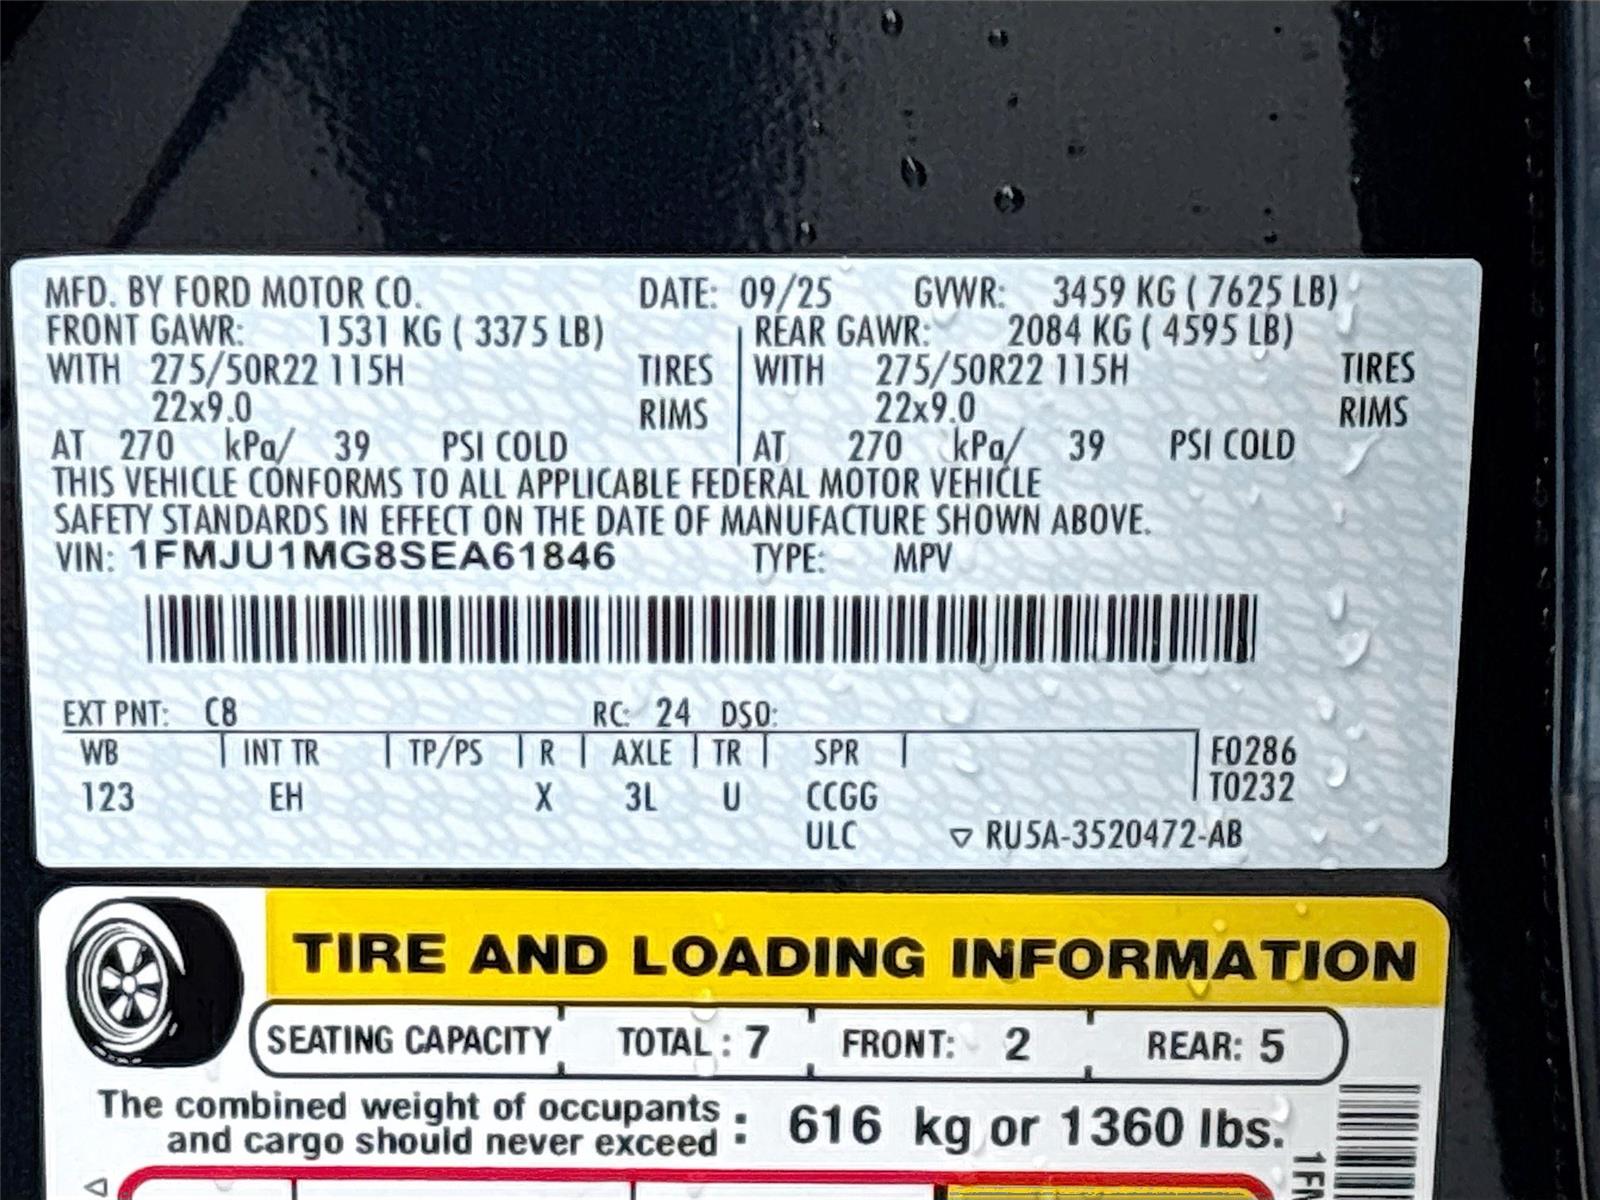 MFD. BY FORD MOTOR CO. DATE: 09/25 GVWR: 3459 KG ( 7625 LB)
FRONT GAWR: 1531 KG ( 3375 LB) REAR GAWR: 2084 KG ( 4595 LB)
WITH 275/50R22 115H TIRES WITH 275/50R22 115H TIRES
22x9.0 RIMS 22x9.0 RIMS
AT 270 kPa/ 39 PSI COLD AT 270 kPa/ 39 PSI COLD
THIS VEHICLE CONFORMS TO ALL APPLICABLE FEDERAL MOTOR VEHICLE
SAFETY STANDARDS IN EFFECT ON THE DATE OF MANUFACTURE SHOWN ABOVE.
VIN: 1FMJU1MG8SEA61846 TYPE: MPV
EXT PNT: C8 RC: 24 DSO:
WB INT TR TP/PS R AXLE TR SPR F0286
123 EH X 3L U CCGG T0232
ULC ▽ RU5A-3520472-AB
TIRE AND LOADING INFORMATION
SEATING CAPACITY TOTAL : 7 FRONT: 2 REAR: 5
The combined weight of occupants
and cargo should never exceed : 616 kg or 1360 lbs.